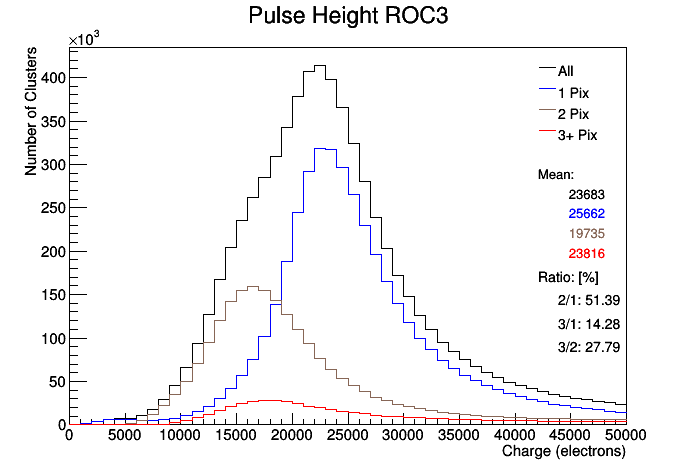 Pulse Height ROC3
×10³
Number of Clusters
400
350
300
250
200
150
100
50
0
0 5000 10000 15000 20000 25000 30000 35000 40000 45000 50000
Charge (electrons)
All
1 Pix
2 Pix
3+ Pix
Mean:
23683
25662
19735
23816
Ratio: [%]
2/1: 51.39
3/1: 14.28
3/2: 27.79